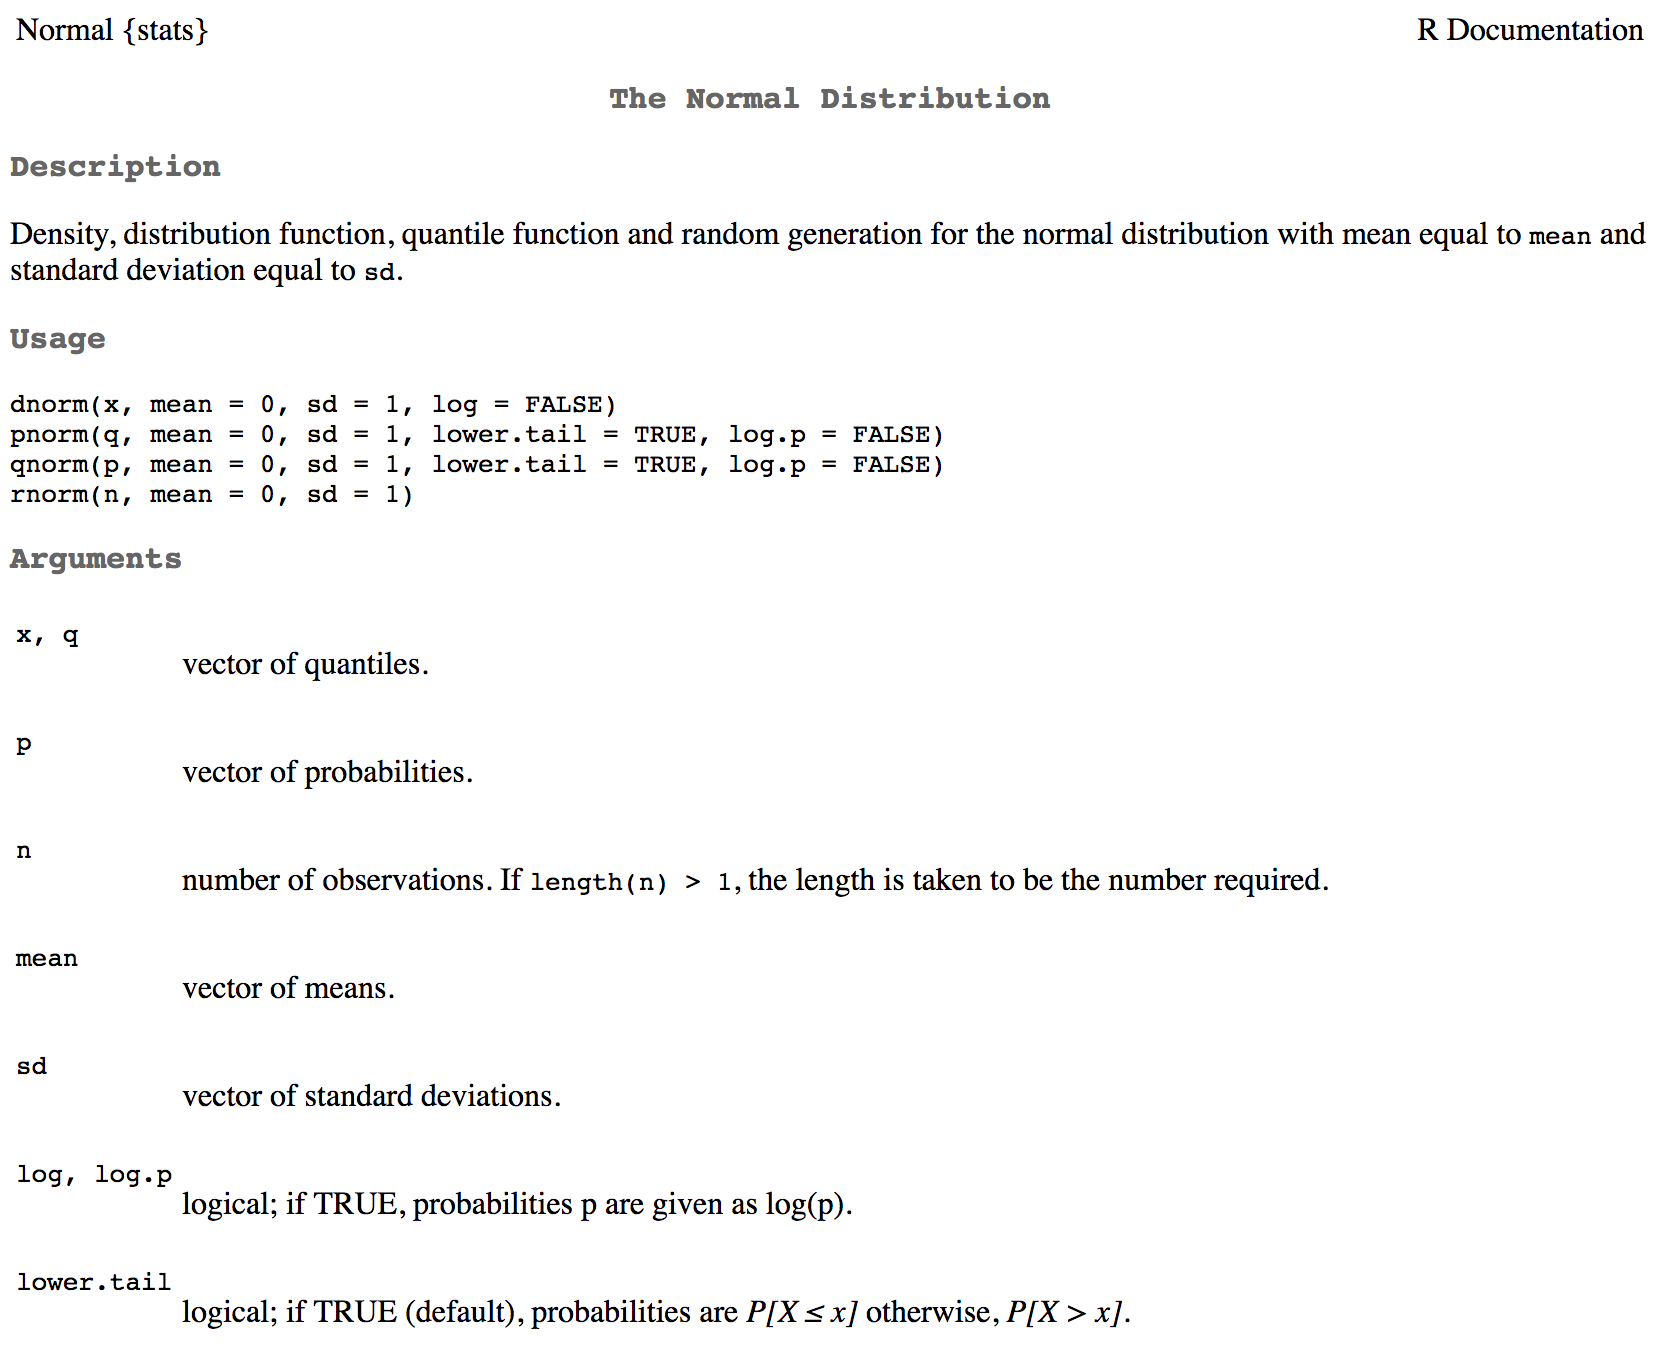 Normal {stats} R Documentation
The Normal Distribution
Description
Density, distribution function, quantile function and random generation for the normal distribution with mean equal to mean and
standard deviation equal to sd.
Usage
dnorm(x, mean = 0, sd = 1, log = FALSE)
pnorm(q, mean = 0, sd = 1, lower.tail = TRUE, log.p = FALSE)
qnorm(p, mean = 0, sd = 1, lower.tail = TRUE, log.p = FALSE)
rnorm(n, mean = 0, sd = 1)
Arguments
x, q
vector of quantiles.
p
vector of probabilities.
n
number of observations. If length(n) > 1, the length is taken to be the number required.
mean
vector of means.
sd
vector of standard deviations.
log, log.p
logical; if TRUE, probabilities p are given as log(p).
lower.tail
logical; if TRUE (default), probabilities are P[X ≤ x] otherwise, P[X > x].